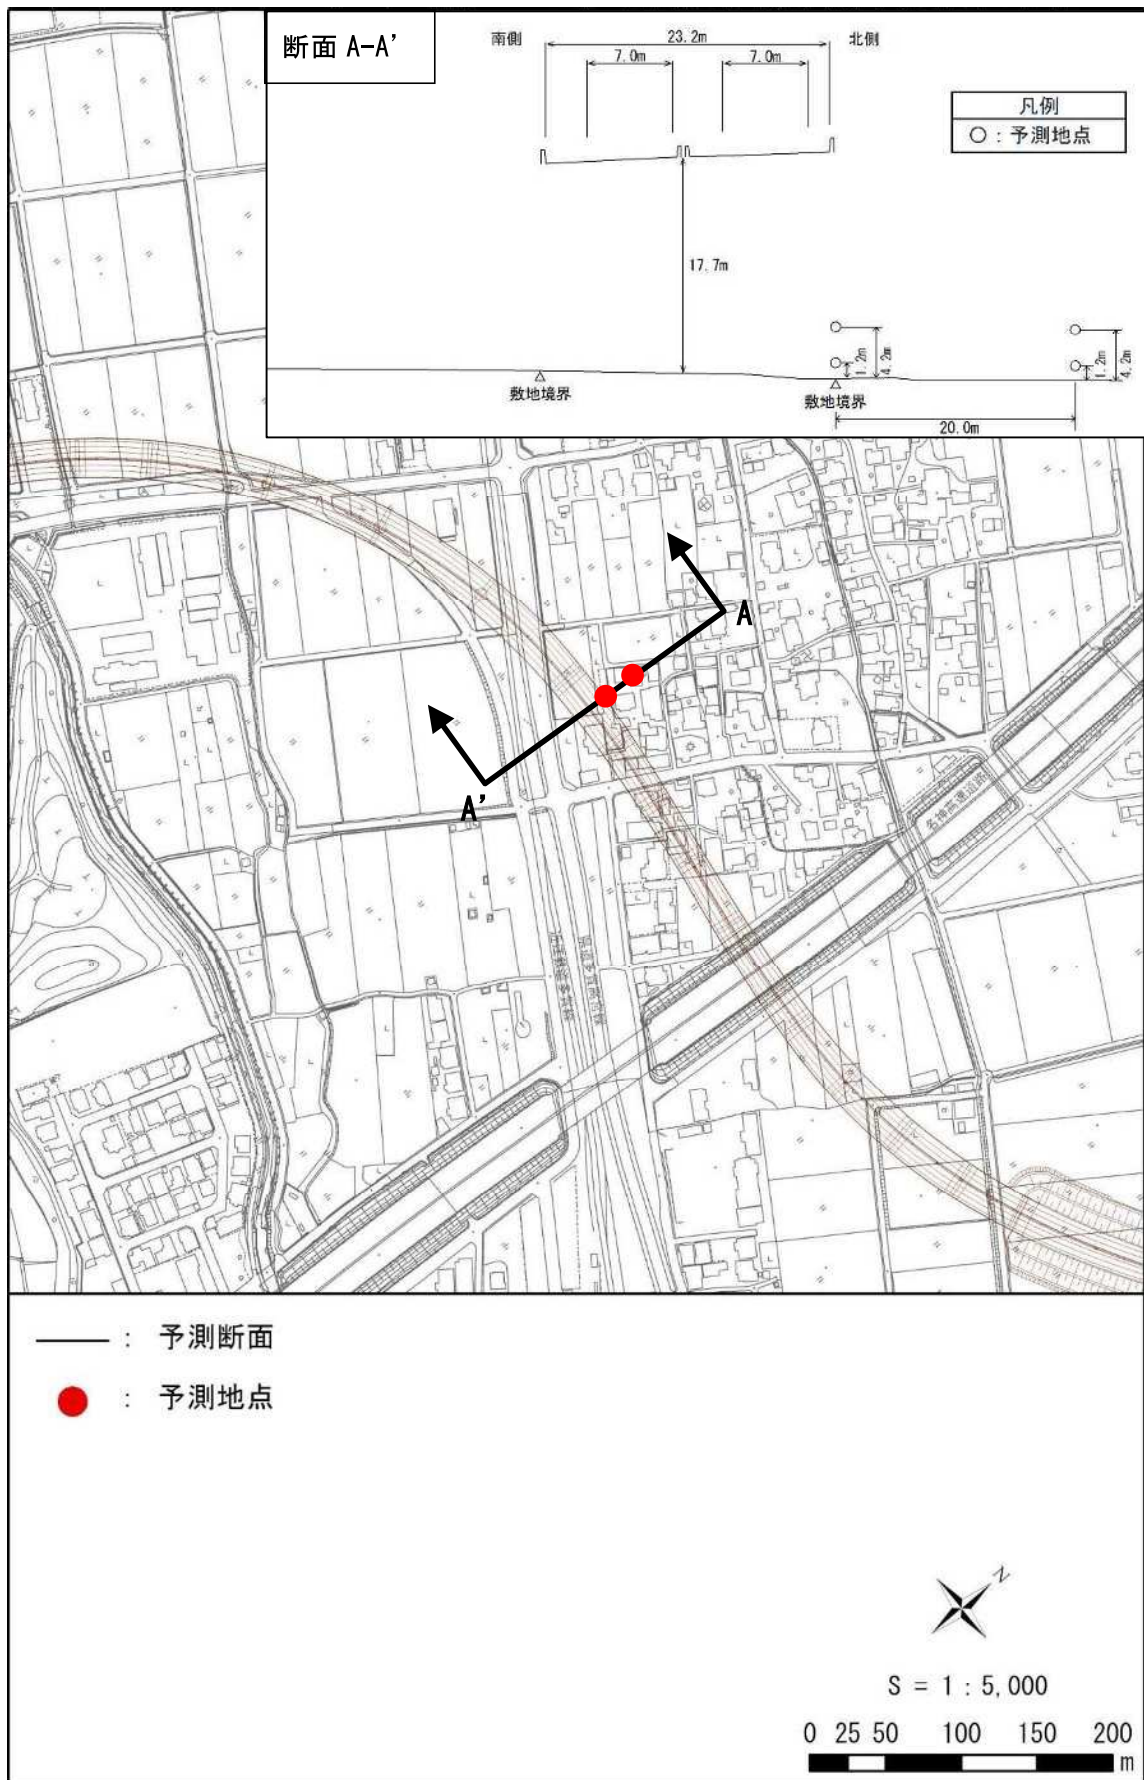 断面 A-A’
南側
23.2m
北側
7.0m
7.0m
凡例
○：予測地点
17.7m
1.2m
4.2m
1.2m
4.2m
敷地境界
敷地境界
20.0m
A
A’
名神高速道路
： 予測断面
： 予測地点
N
S = 1 : 5,000
0 25 50 100 150 200
m